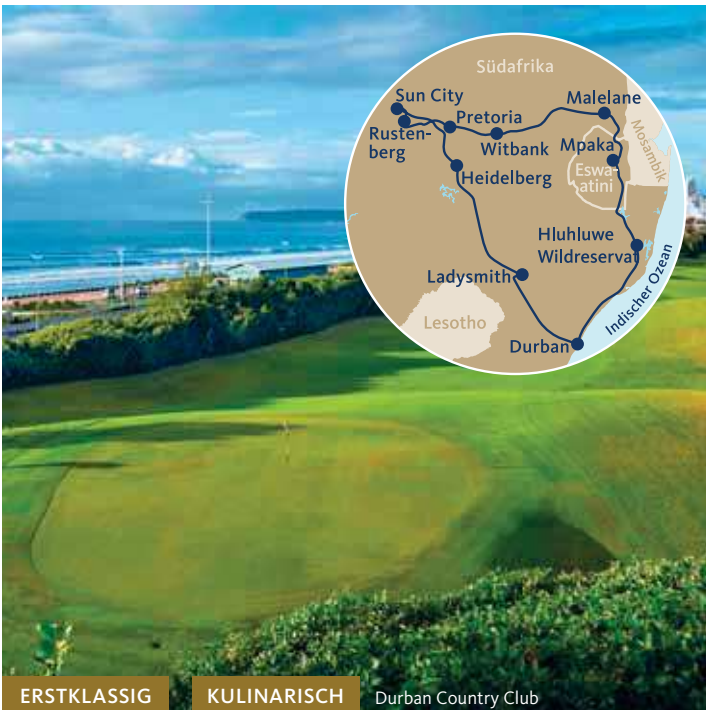 Südafrika
Sun City
Malelane
Pretoria
Rusten-
berg
Witbank
Mpaka
Mosambik
Eswa-
atini
Heidelberg
Hluhluwe
Wildreservat
Ladysmith
Indischer Ozean
Lesotho
Durban
ERSTKLASSIG
KULINARISCH
Durban Country Club